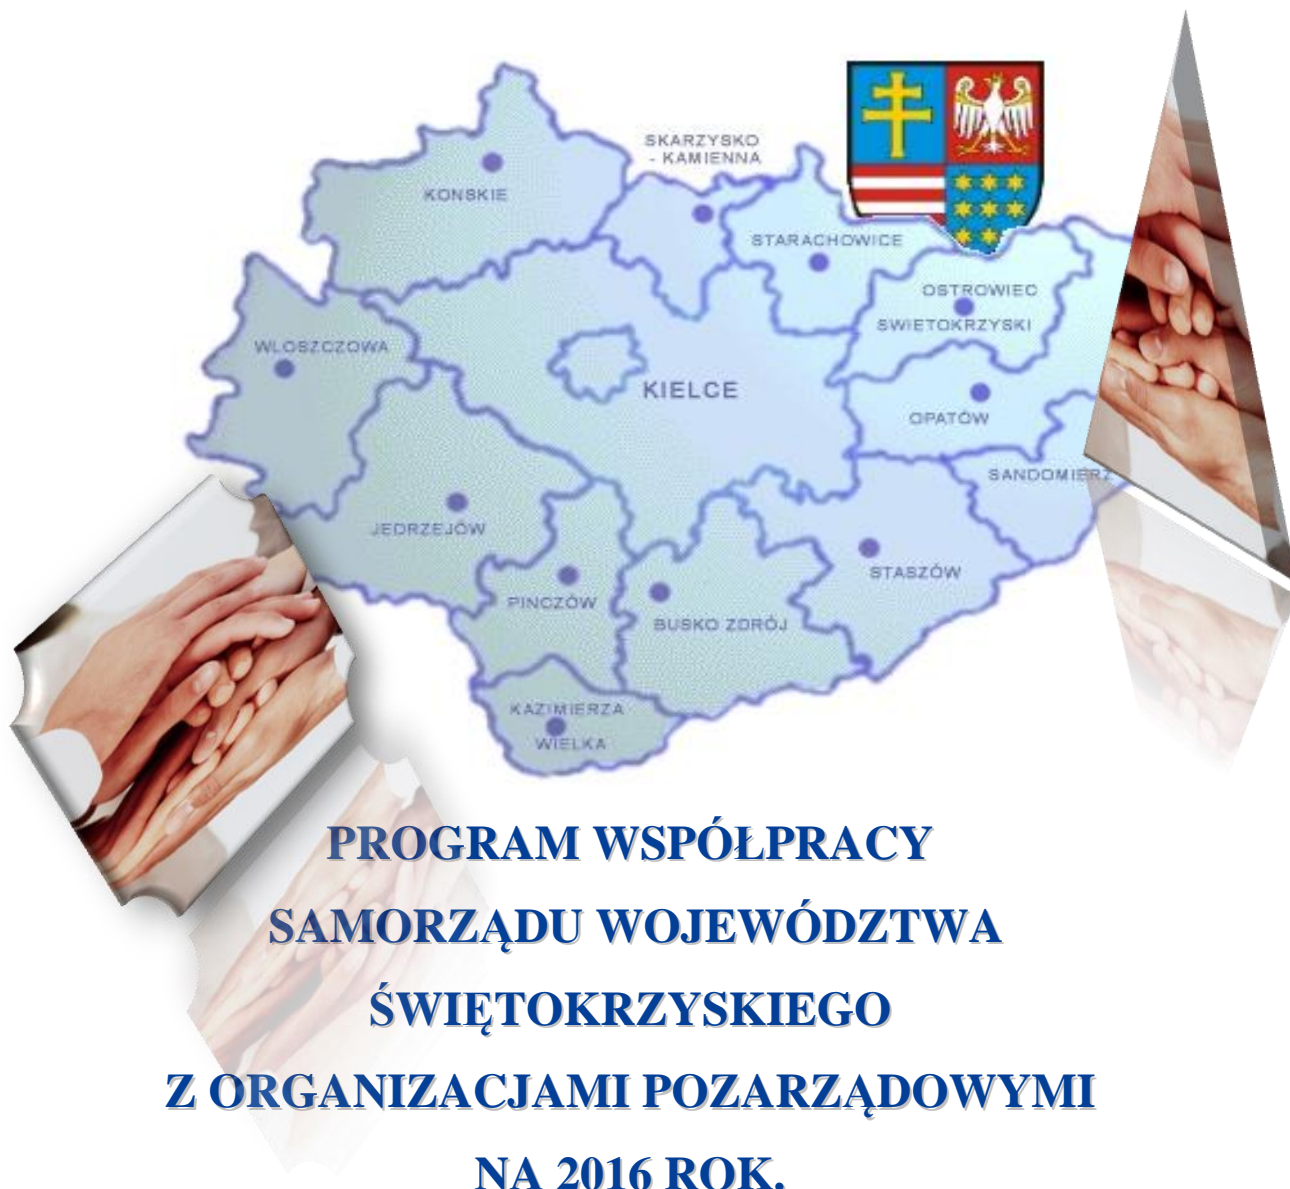 SKARZYSKO
- KAMIENNA
KONSKIE
STARACHOWICE
OSTROWIEC
SWIETOKRZYSKI
WLOSZCZOWA
KIELCE
OPATÓW
SANDOMIERZ
JEDRZEJÓW
STASZÓW
PINCZÓW
BUSKO ZDRÓJ
KAZIMIERZA
WIELKA
PROGRAM WSPÓŁPRACY
SAMORZĄDU WOJEWÓDZTWA
ŚWIĘTOKRZYSKIEGO
Z ORGANIZACJAMI POZARZĄDOWYMI
NA 2016 ROK.